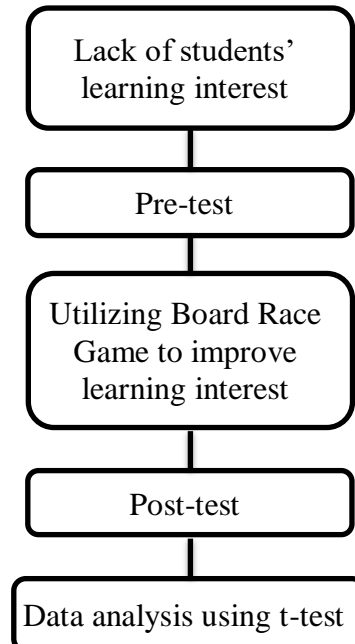 Lack of students’
learning interest
Pre-test
Utilizing Board Race
Game to improve
learning interest
Post-test
Data analysis using t-test